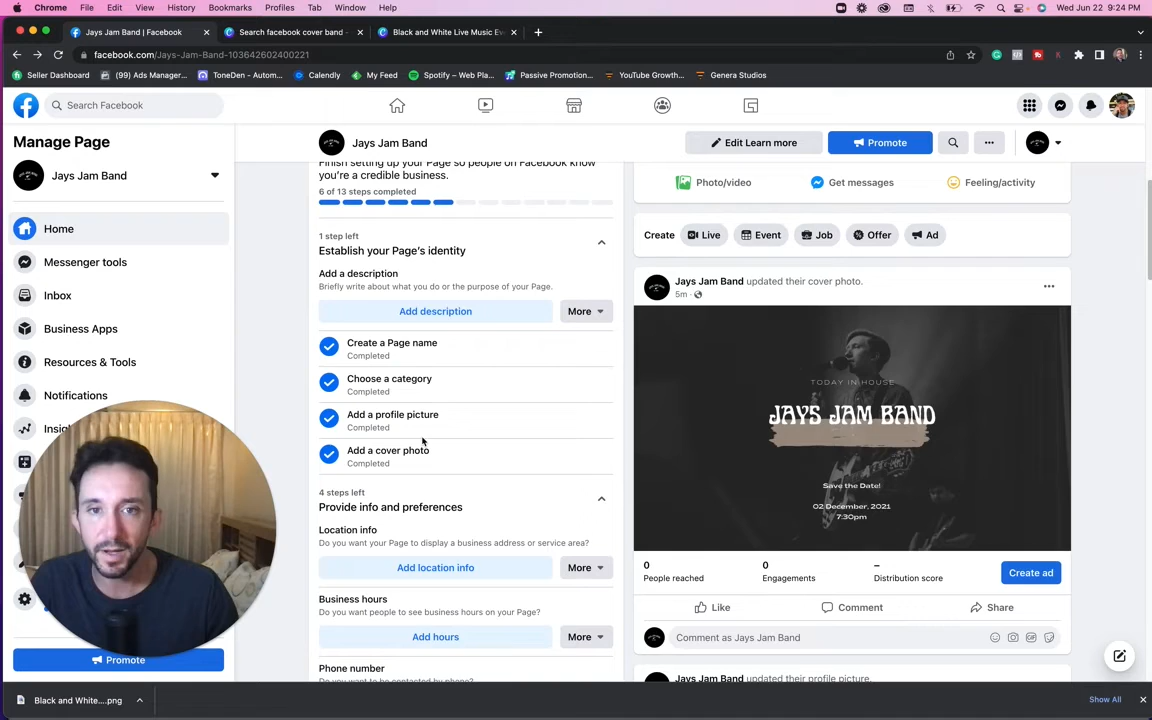 Chrome File Edit View History Bookmarks Profiles Tab Window Help Wed Jun 22 9:24 PM
Jays Jam Band | Facebook Search facebook cover band - Black and White Live Music Ev
facebook.com/Jays-Jam-Band-103642602400221
Seller Dashboard (99) Ads Manager... ToneDen - Autom... Calendly My Feed Spotify – Web Pla... Passive Promotion... YouTube Growth... Genera Studios
Search Facebook
Manage Page
Jays Jam Band
Home
Messenger tools
Inbox
Business Apps
Resources & Tools
Notifications
Promote
Jays Jam Band
Edit Learn more
Promote
Finish setting up your Page so people on Facebook know
you're a credible business.
6 of 13 steps completed
1 step left
Establish your Page's identity
Add a description
Briefly write about what you do or the purpose of your Page.
Add description More
Create a Page name
Completed
Choose a category
Completed
Add a profile picture
Completed
Add a cover photo
Completed
4 steps left
Provide info and preferences
Location info
Do you want your Page to display a business address or service area?
Add location info More
Business hours
Do you want people to see business hours on your Page?
Add hours More
Phone number
Photo/video Get messages Feeling/activity
Create Live Event Job Offer Ad
Jays Jam Band updated their cover photo.
5m
TODAY IN HOUSE
JAYS JAM BAND
Save the Date!
02 December, 2021
7:30pm
0 0 –
People reached Engagements Distribution score
Create ad
Like Comment Share
Comment as Jays Jam Band
Jays Jam Band updated their profile picture.
Black and White....png
Show All